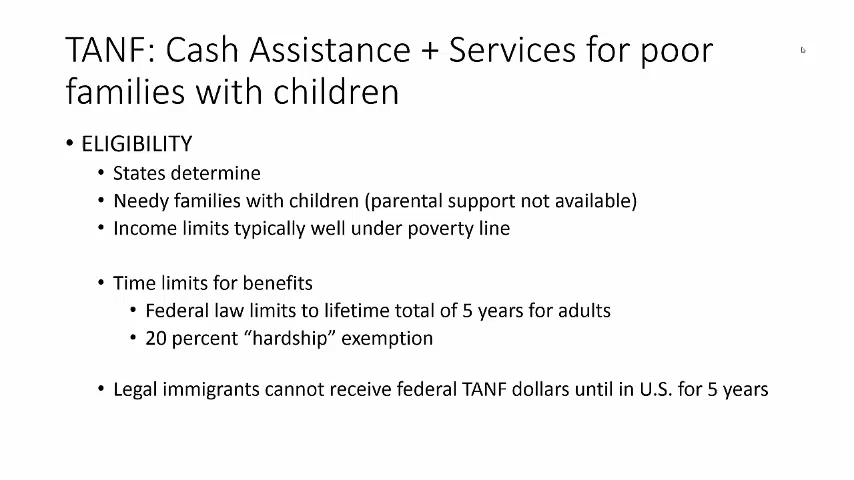 TANF: Cash Assistance + Services for poor
families with children
• ELIGIBILITY
• States determine
• Needy families with children (parental support not available)
• Income limits typically well under poverty line
• Time limits for benefits
• Federal law limits to lifetime total of 5 years for adults
• 20 percent “hardship” exemption
• Legal immigrants cannot receive federal TANF dollars until in U.S. for 5 years